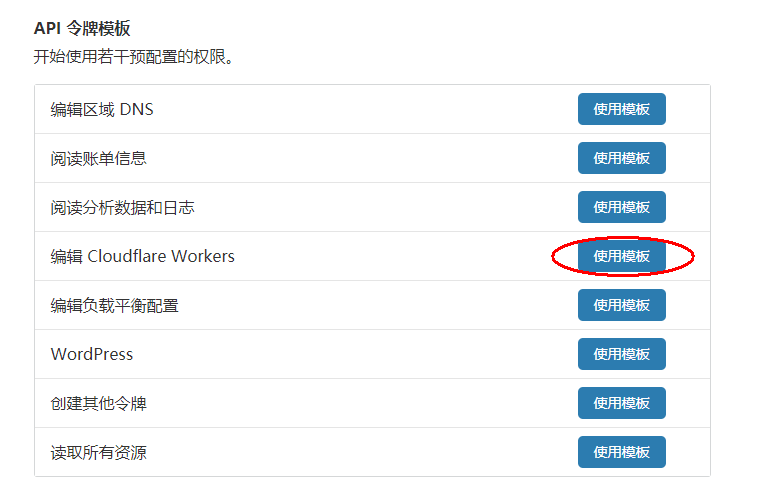 API 令牌模板
开始使用若干预配置的权限。
编辑区域 DNS 使用模板
阅读账单信息 使用模板
阅读分析数据和日志 使用模板
编辑 Cloudflare Workers 使用模板
编辑负载平衡配置 使用模板
WordPress 使用模板
创建其他令牌 使用模板
读取所有资源 使用模板